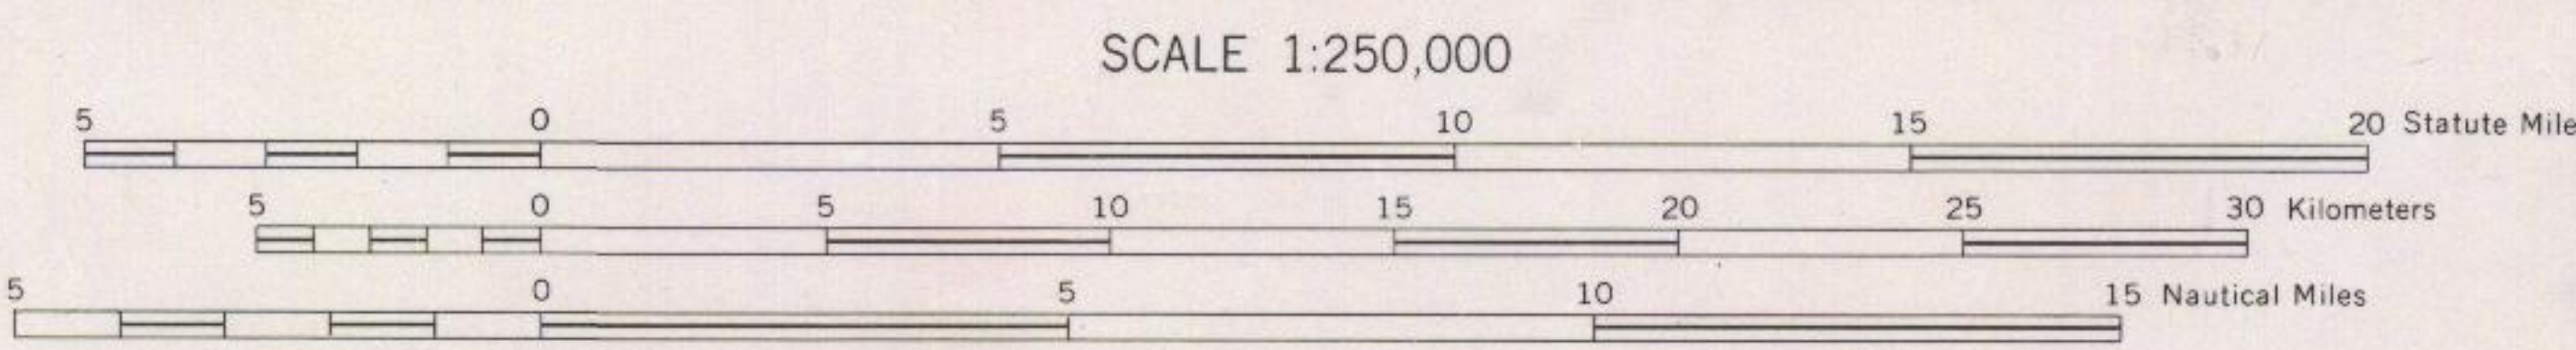 SCALE 1:250,000
5 0 5 10 15 20 Statute Mile
5 0 5 10 15 20 25 30 Kilometers
5 0 5 10 15 Nautical Miles